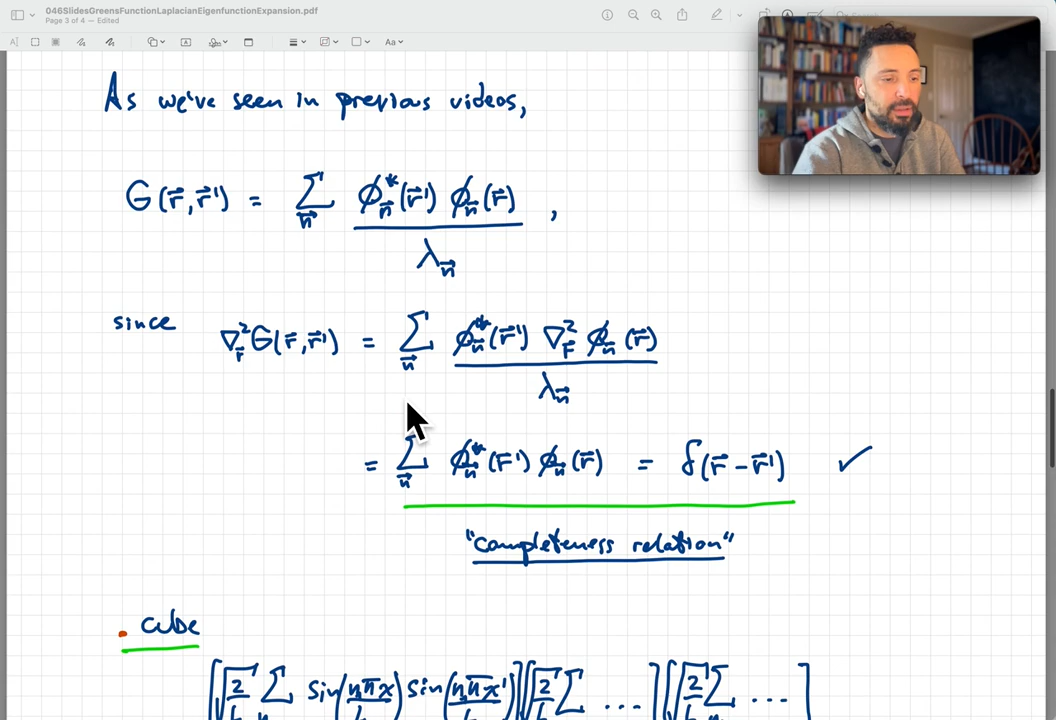 046SlidesGreensFunctionLaplacianEigenfunctionExpansion.pdf
Page 3 of 4 — Edited
Aa
As we've seen in previous videos,
G(r⃗,r⃗') = Σ_n⃗ ϕ*_n⃗(r⃗') ϕ_n⃗(r⃗) / λ_n⃗ ,
since ∇²_r⃗ G(r⃗,r⃗') = Σ_n⃗ ϕ*_n⃗(r⃗') ∇²_r⃗ ϕ_n⃗(r⃗) / λ_n⃗
= Σ_n⃗ ϕ*_n⃗(r⃗') ϕ_n⃗(r⃗) = δ(r⃗ - r⃗') ✓
"completeness relation"
. cube